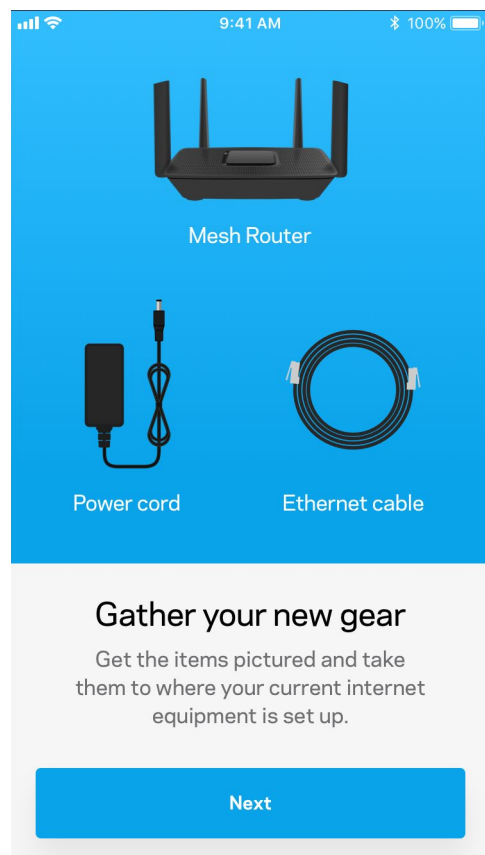 9:41 AM
100%
Mesh Router
Power cord
Ethernet cable
Gather your new gear
Get the items pictured and take
them to where your current internet
equipment is set up.
Next